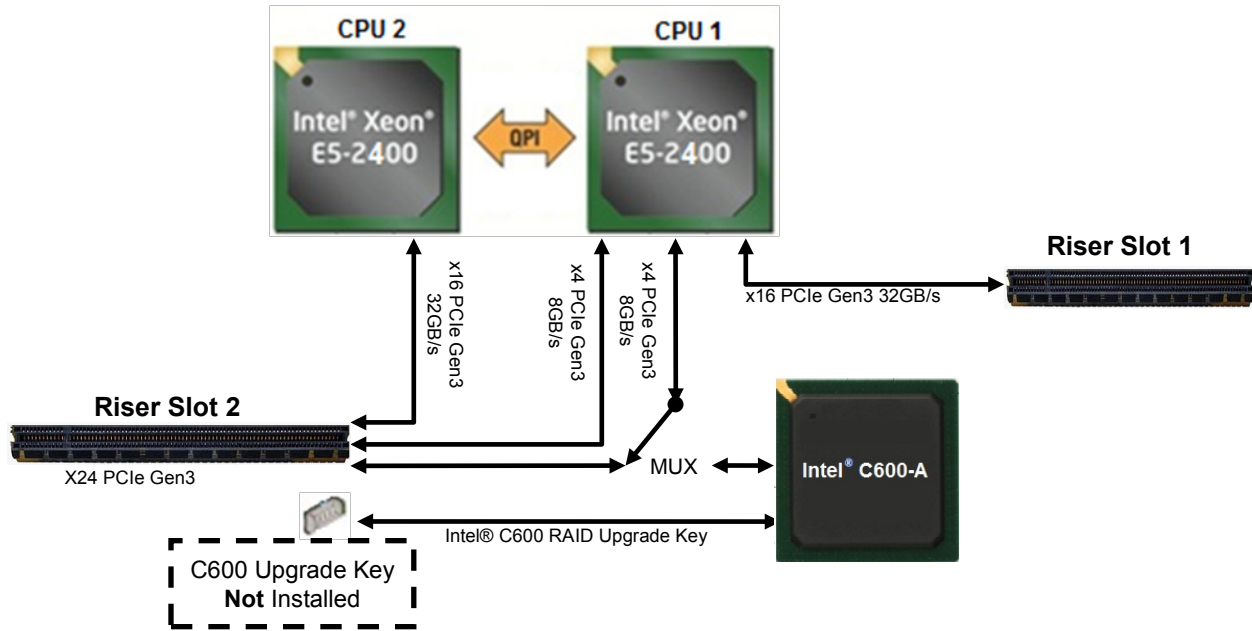 CPU 2
CPU 1
Intel® Xeon®
E5-2400
QPI
Intel® Xeon®
E5-2400
x16 PCIe Gen3
32GB/s
x4 PCIe Gen3
8GB/s
x4 PCIe Gen3
8GB/s
Riser Slot 1
x16 PCIe Gen3 32GB/s
Riser Slot 2
X24 PCIe Gen3
MUX
Intel® C600-A
Intel® C600 RAID Upgrade Key
C600 Upgrade Key
Not Installed